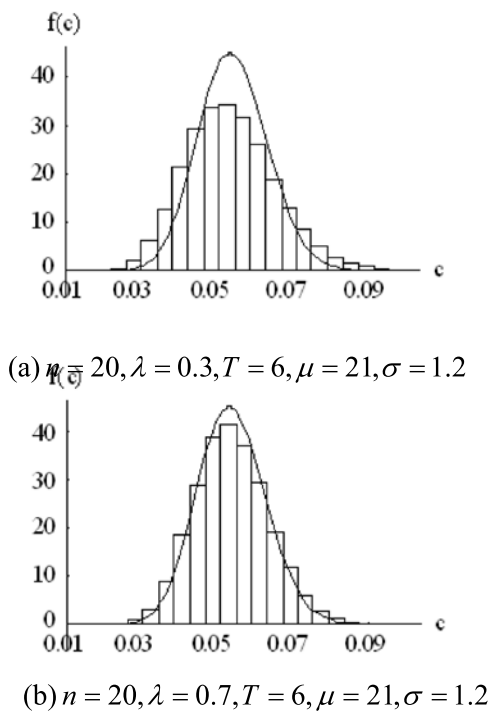 f(c)
40
30
20
10
0
0.01 0.03 0.05 0.07 0.09 c
(a) n = 20, λ = 0.3, T = 6, μ = 21, σ = 1.2
f(c)
40
30
20
10
0
0.01 0.03 0.05 0.07 0.09 c
(b) n = 20, λ = 0.7, T = 6, μ = 21, σ = 1.2